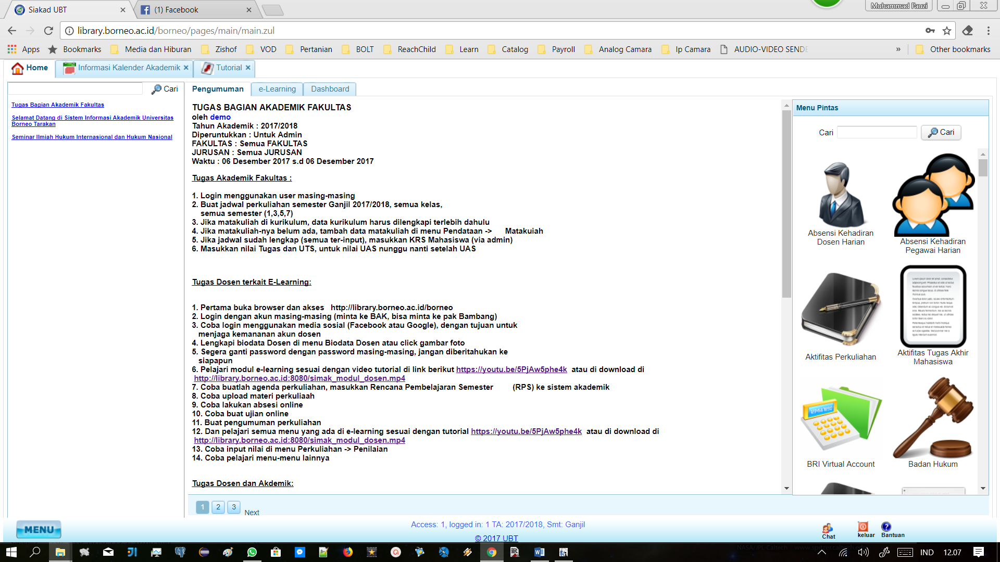 Siakad UBT
(1) Facebook
Muhammad Fauzi
library.borneo.ac.id/borneo/pages/main/main.zul
Apps
Bookmarks
Media dan Hiburan
Zishof
VOD
Pertanian
BOLT
ReachChild
Learn
Catalog
Payroll
Analog Camara
Ip Camara
AUDIO-VIDEO SENDE
»
Other bookmarks
Home
Informasi Kalender Akademik
Tutorial
Cari
Tugas Bagian Akademik Fakultas
Selamat Datang di Sistem Informasi Akademik Universitas
Borneo Tarakan
Seminar Ilmiah Hukum Internasional dan Hukum Nasional
Pengumuman
e-Learning
Dashboard
TUGAS BAGIAN AKADEMIK FAKULTAS
oleh demo
Tahun Akademik : 2017/2018
Diperuntukkan : Untuk Admin
FAKULTAS : Semua FAKULTAS
JURUSAN : Semua JURUSAN
Waktu : 06 Desember 2017 s.d 06 Desember 2017
Tugas Akademik Fakultas :
1. Login menggunakan user masing-masing
2. Buat jadwal perkuliahan semester Ganjil 2017/2018, semua kelas,
semua semester (1,3,5,7)
3. Jika matakuliah di kurikulum, data kurikulum harus dilengkapi terlebih dahulu
4. Jika matakuliah-nya belum ada, tambah data matakuliah di menu Pendataan -> Matakuiah
5. Jika jadwal sudah lengkap (semua ter-input), masukkan KRS Mahasiswa (via admin)
6. Masukkan nilai Tugas dan UTS, untuk nilai UAS nunggu nanti setelah UAS
Tugas Dosen terkait E-Learning:
1. Pertama buka browser dan akses http://library.borneo.ac.id/borneo
2. Login dengan akun masing-masing (minta ke BAK, bisa minta ke pak Bambang)
3. Coba login menggunakan media sosial (Facebook atau Google), dengan tujuan untuk
menjaga kemananan akun dosen
4. Lengkapi biodata Dosen di menu Biodata Dosen atau click gambar foto
5. Segera ganti password dengan password masing-masing, jangan diberitahukan ke
siapapun
6. Pelajari modul e-learning sesuai dengan video tutorial di link berikut https://youtu.be/5PjAw5phe4k atau di download di
http://library.borneo.ac.id:8080/simak_modul_dosen.mp4
7. Coba buatlah agenda perkuliahan, masukkan Rencana Pembelajaran Semester (RPS) ke sistem akademik
8. Coba upload materi perkuliaah
9. Coba lakukan absesi online
10. Coba buat ujian online
11. Buat pengumuman perkuliahan
12. Dan pelajari semua menu yang ada di e-learning sesuai dengan tutorial https://youtu.be/5PjAw5phe4k atau di download di
http://library.borneo.ac.id:8080/simak_modul_dosen.mp4
13. Coba input nilai di menu Perkuliahan -> Penilaian
14. Coba pelajari menu-menu lainnya
Tugas Dosen dan Akdemik:
1 2 3 Next
Menu Pintas
Cari
Cari
Absensi Kehadiran
Dosen Harian
Absensi Kehadiran
Pegawai Harian
Aktifitas Perkuliahan
Aktifitas Tugas Akhir
Mahasiswa
BRI Virtual Account
Badan Hukum
MENU
Access: 1, logged in: 1 TA: 2017/2018, Smt: Ganjil
© 2017 UBT
Chat
keluar
Bantuan
IND
12.07